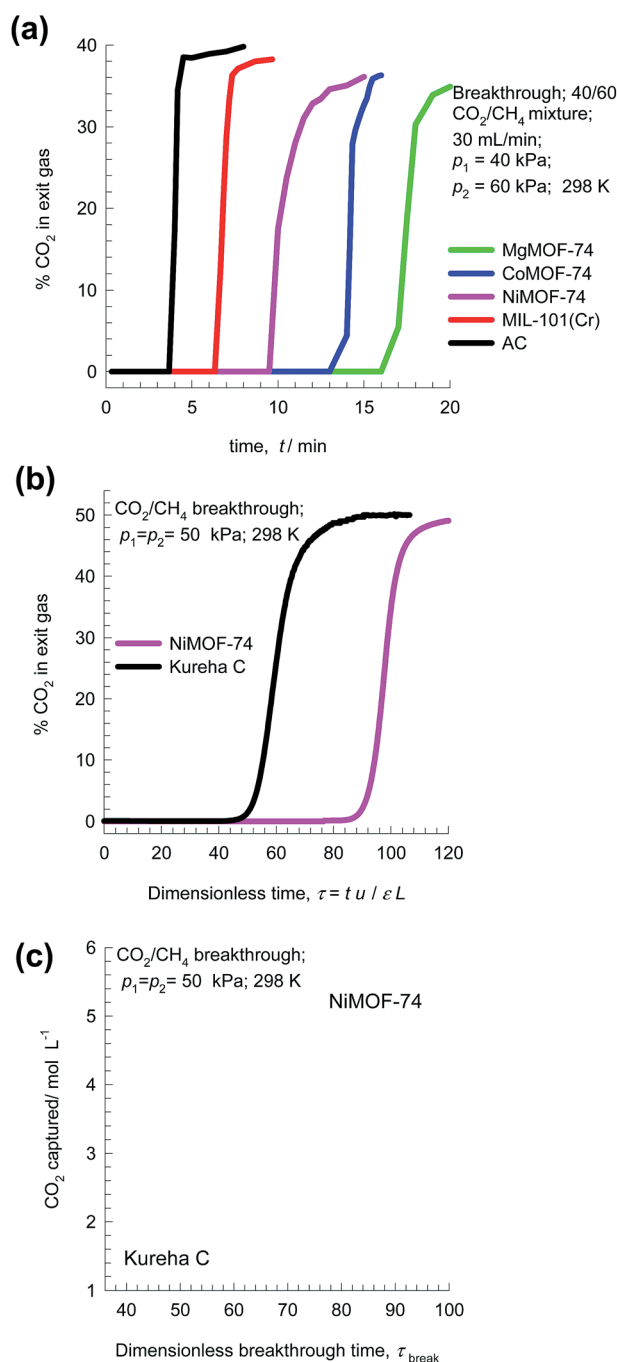 (a)
40
30
20
10
0
% CO2 in exit gas
Breakthrough; 40/60
CO2/CH4 mixture;
30 mL/min;
p1 = 40 kPa;
p2 = 60 kPa; 298 K
MgMOF-74
CoMOF-74
NiMOF-74
MIL-101(Cr)
AC
5 10 15 20
time, t / min
(b)
50
40
30
20
10
0
% CO2 in exit gas
CO2/CH4 breakthrough;
p1=p2= 50 kPa; 298 K
NiMOF-74
Kureha C
0 20 40 60 80 100 120
Dimensionless time, τ = t u / ε L
(c)
6
5
4
3
2
1
CO2 captured/ mol L-1
CO2/CH4 breakthrough;
p1=p2= 50 kPa; 298 K
NiMOF-74
Kureha C
40 50 60 70 80 90 100
Dimensionless breakthrough time, τbreak